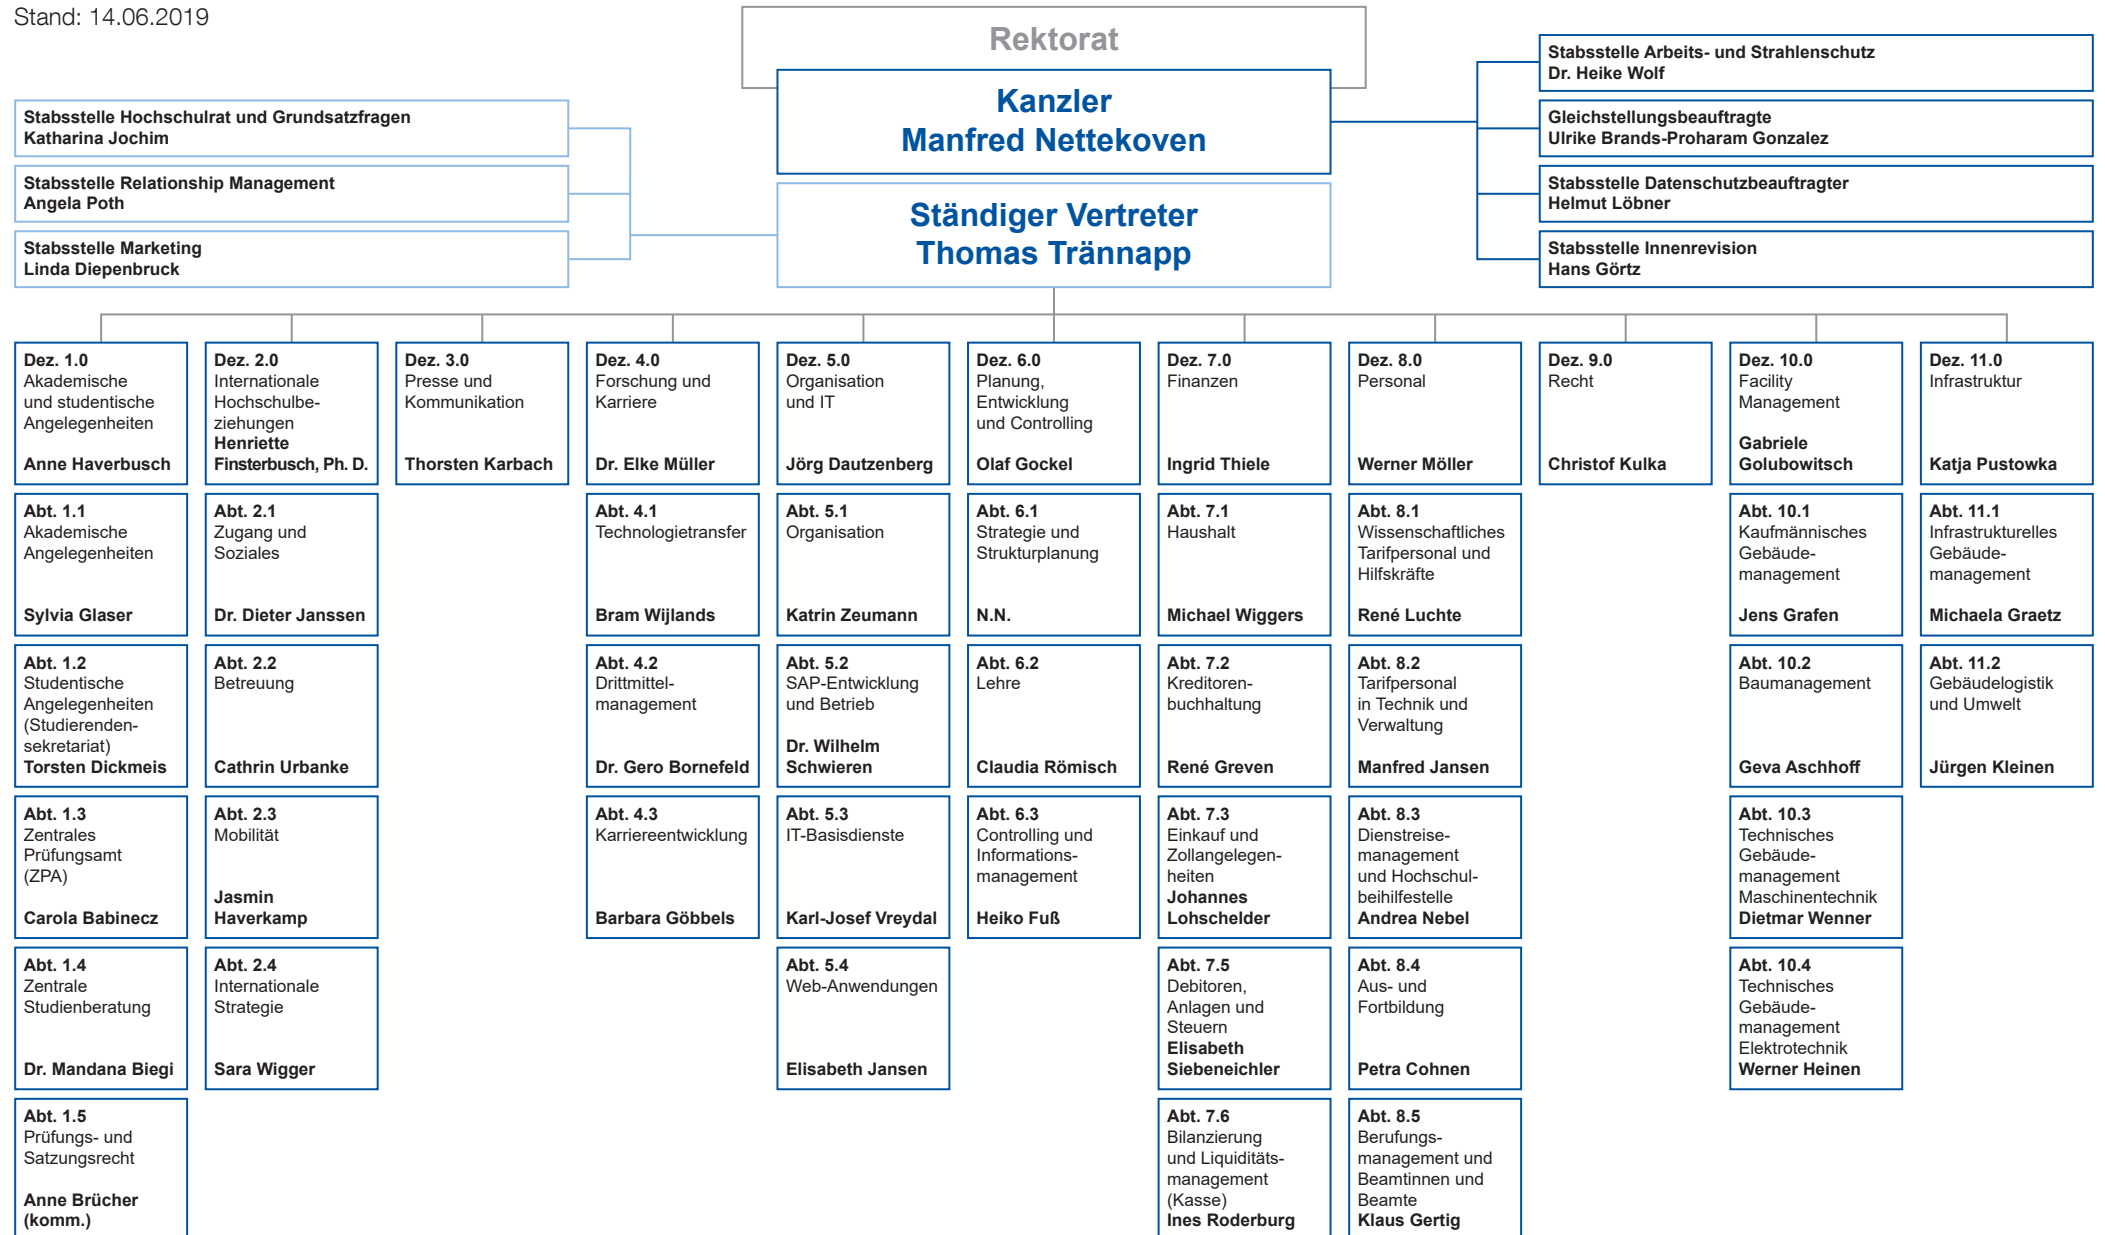 Stand: 14.06.2019
Rektorat
Kanzler
Manfred Nettekoven
Ständiger Vertreter
Thomas Trännapp
Stabsstelle Hochschulrat und Grundsatzfragen
Katharina Jochim
Stabsstelle Relationship Management
Angela Poth
Stabsstelle Marketing
Linda Diepenbruck
Stabsstelle Arbeits- und Strahlenschutz
Dr. Heike Wolf
Gleichstellungsbeauftragte
Ulrike Brands-Proharam Gonzalez
Stabsstelle Datenschutzbeauftragter
Helmut Löbner
Stabsstelle Innenrevision
Hans Görtz
Dez. 1.0
Akademische
und studentische
Angelegenheiten
Anne Haverbusch
Abt. 1.1
Akademische
Angelegenheiten
Sylvia Glaser
Abt. 1.2
Studentische
Angelegenheiten
(Studierenden-
sekretariat)
Torsten Dickmeis
Abt. 1.3
Zentrales
Prüfungsamt
(ZPA)
Carola Babinecz
Abt. 1.4
Zentrale
Studienberatung
Dr. Mandana Biegi
Abt. 1.5
Prüfungs- und
Satzungsrecht
Anne Brücher
(komm.)
Dez. 2.0
Internationale
Hochschulbe-
ziehungen
Henriette
Finsterbusch, Ph. D.
Abt. 2.1
Zugang und
Soziales
Dr. Dieter Janssen
Abt. 2.2
Betreuung
Cathrin Urbanke
Abt. 2.3
Mobilität
Jasmin
Haverkamp
Abt. 2.4
Internationale
Strategie
Sara Wigger
Dez. 3.0
Presse und
Kommunikation
Thorsten Karbach
Dez. 4.0
Forschung und
Karriere
Dr. Elke Müller
Abt. 4.1
Technologietransfer
Bram Wijlands
Abt. 4.2
Drittmittel-
management
Dr. Gero Bornefeld
Abt. 4.3
Karriereentwicklung
Barbara Göbbels
Dez. 5.0
Organisation
und IT
Jörg Dautzenberg
Abt. 5.1
Organisation
Katrin Zeumann
Abt. 5.2
SAP-Entwicklung
und Betrieb
Dr. Wilhelm
Schwieren
Abt. 5.3
IT-Basisdienste
Karl-Josef Vreydal
Abt. 5.4
Web-Anwendungen
Elisabeth Jansen
Dez. 6.0
Planung,
Entwicklung
und Controlling
Olaf Gockel
Abt. 6.1
Strategie und
Strukturplanung
N.N.
Abt. 6.2
Lehre
Claudia Römisch
Abt. 6.3
Controlling und
Informations-
management
Heiko Fuß
Dez. 7.0
Finanzen
Ingrid Thiele
Abt. 7.1
Haushalt
Michael Wiggers
Abt. 7.2
Kreditoren-
buchhaltung
René Greven
Abt. 7.3
Einkauf und
Zollangelegen-
heiten
Johannes
Lohschelder
Abt. 7.5
Debitoren,
Anlagen und
Steuern
Elisabeth
Siebeneichler
Abt. 7.6
Bilanzierung
und Liquiditäts-
management
(Kasse)
Ines Roderburg
Dez. 8.0
Personal
Werner Möller
Abt. 8.1
Wissenschaftliches
Tarifpersonal und
Hilfskräfte
René Luchte
Abt. 8.2
Tarifpersonal
in Technik und
Verwaltung
Manfred Jansen
Abt. 8.3
Dienstreise-
management
und Hochschul-
beihilfestelle
Andrea Nebel
Abt. 8.4
Aus- und
Fortbildung
Petra Cohnen
Abt. 8.5
Berufungs-
management und
Beamtinnen und
Beamte
Klaus Gertig
Dez. 9.0
Recht
Christof Kulka
Dez. 10.0
Facility
Management
Gabriele
Golubowitsch
Abt. 10.1
Kaufmännisches
Gebäude-
management
Jens Grafen
Abt. 10.2
Baumanagement
Geva Aschhoff
Abt. 10.3
Technisches
Gebäude-
management
Maschinentechnik
Dietmar Wenner
Abt. 10.4
Technisches
Gebäude-
management
Elektrotechnik
Werner Heinen
Dez. 11.0
Infrastruktur
Katja Pustowka
Abt. 11.1
Infrastrukturelles
Gebäude-
management
Michaela Graetz
Abt. 11.2
Gebäudelogistik
und Umwelt
Jürgen Kleinen